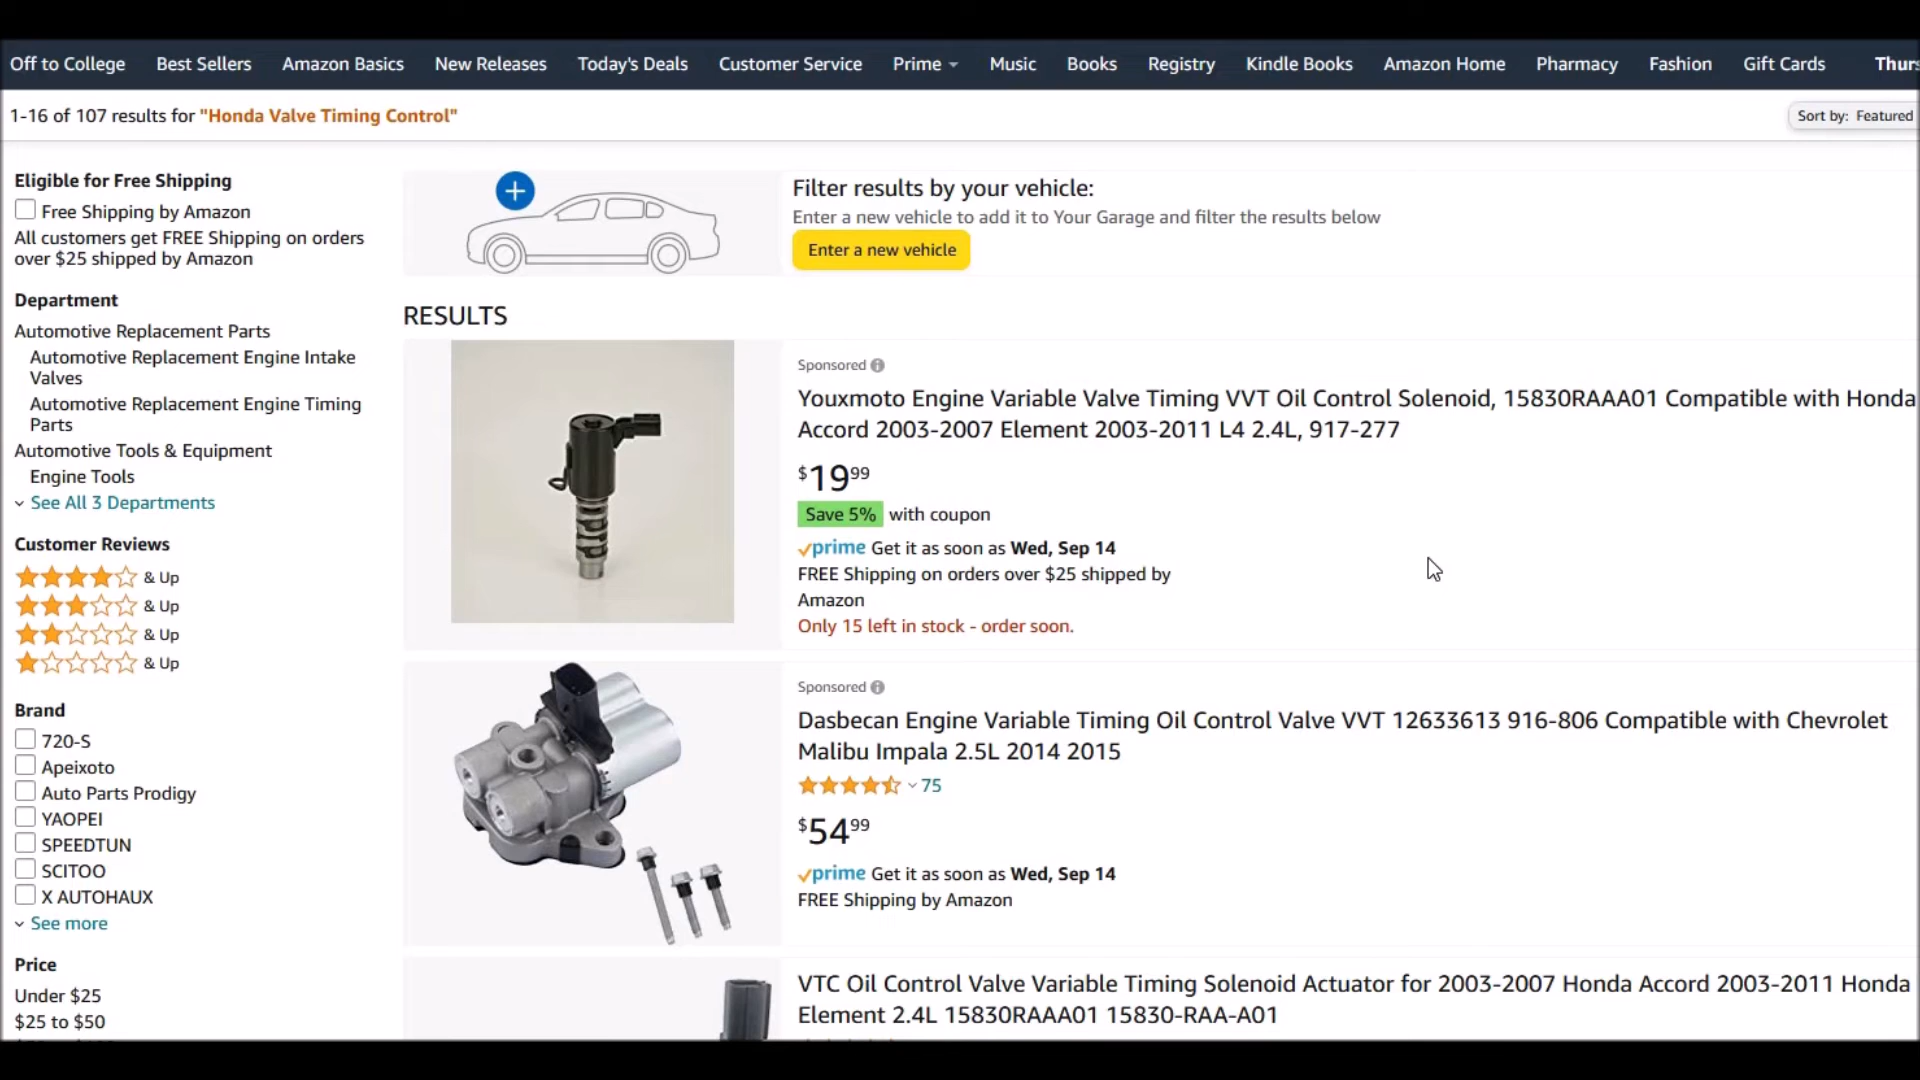 Off to College Best Sellers Amazon Basics New Releases Today's Deals Customer Service Prime Music Books Registry Kindle Books Amazon Home Pharmacy Fashion Gift Cards Thurs
1-16 of 107 results for "Honda Valve Timing Control"
Sort by: Featured
Eligible for Free Shipping
Free Shipping by Amazon
All customers get FREE Shipping on orders
over $25 shipped by Amazon
Department
Automotive Replacement Parts
Automotive Replacement Engine Intake
Valves
Automotive Replacement Engine Timing
Parts
Automotive Tools & Equipment
Engine Tools
See All 3 Departments
Customer Reviews
& Up
& Up
& Up
& Up
Brand
720-S
Apeixoto
Auto Parts Prodigy
YAOPEI
SPEEDTUN
SCITOO
X AUTOHAUX
See more
Price
Under $25
$25 to $50
Filter results by your vehicle:
Enter a new vehicle to add it to Your Garage and filter the results below
Enter a new vehicle
RESULTS
Sponsored
Youxmoto Engine Variable Valve Timing VVT Oil Control Solenoid, 15830RAAA01 Compatible with Honda
Accord 2003-2007 Element 2003-2011 L4 2.4L, 917-277
$1999
Save 5% with coupon
prime Get it as soon as Wed, Sep 14
FREE Shipping on orders over $25 shipped by
Amazon
Only 15 left in stock - order soon.
Sponsored
Dasbecan Engine Variable Timing Oil Control Valve VVT 12633613 916-806 Compatible with Chevrolet
Malibu Impala 2.5L 2014 2015
75
$5499
prime Get it as soon as Wed, Sep 14
FREE Shipping by Amazon
VTC Oil Control Valve Variable Timing Solenoid Actuator for 2003-2007 Honda Accord 2003-2011 Honda
Element 2.4L 15830RAAA01 15830-RAA-A01